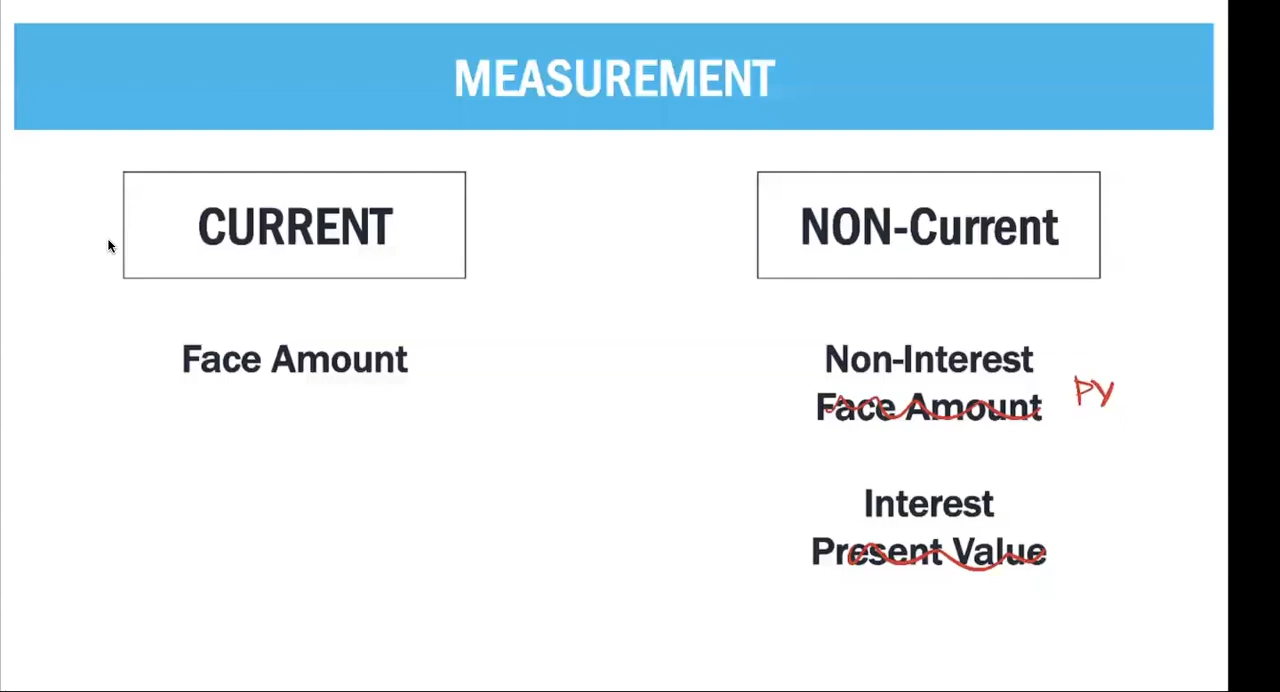 MEASUREMENT
CURRENT
NON-Current
Face Amount
Non-Interest
Face Amount
PV
Interest
Present Value